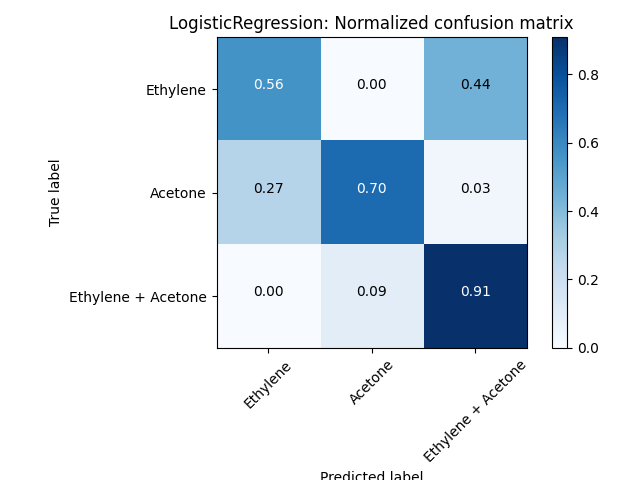 LogisticRegression: Normalized confusion matrix
Ethylene 0.56 0.00 0.44
Acetone 0.27 0.70 0.03
Ethylene + Acetone 0.00 0.09 0.91
True label
Ethylene Acetone Ethylene + Acetone
Predicted label
0.8
0.6
0.4
0.2
0.0